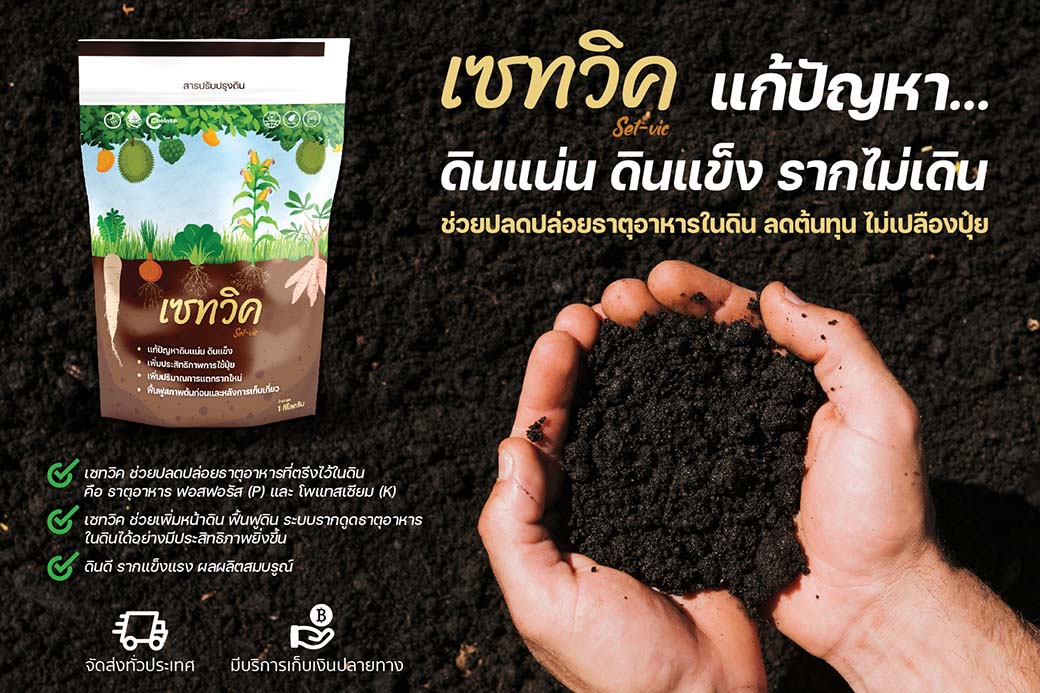 เซทวิค แก้ปัญหา...
Set-vic
ดินแน่น ดินแข็ง รากไม่เดิน
ช่วยปลดปล่อยธาตุอาหารในดิน ลดต้นทุน ไม่เปลืองปุ๋ย
สารปรับปรุงดิน
เซทวิค
Set-vic
• แก้ปัญหาดินแน่น ดินแข็ง
• เพิ่มประสิทธิภาพการใช้ปุ๋ย
• เพิ่มปริมาณการแตกรากใหม่
• ฟื้นฟูสภาพต้นก่อนและหลังการเก็บเกี่ยว
1 กิโลกรัม
เซทวิค ช่วยปลดปล่อยธาตุอาหารที่ตรึงไว้ในดิน
คือ ธาตุอาหาร ฟอสฟอรัส (P) และ โพแทสเซียม (K)
เซทวิค ช่วยเพิ่มหน้าดิน ฟื้นฟูดิน ระบบรากดูดธาตุอาหาร
ในดินได้อย่างมีประสิทธิภาพยิ่งขึ้น
ดินดี รากแข็งแรง ผลผลิตสมบรูณ์
จัดส่งทั่วประเทศ
มีบริการเก็บเงินปลายทาง